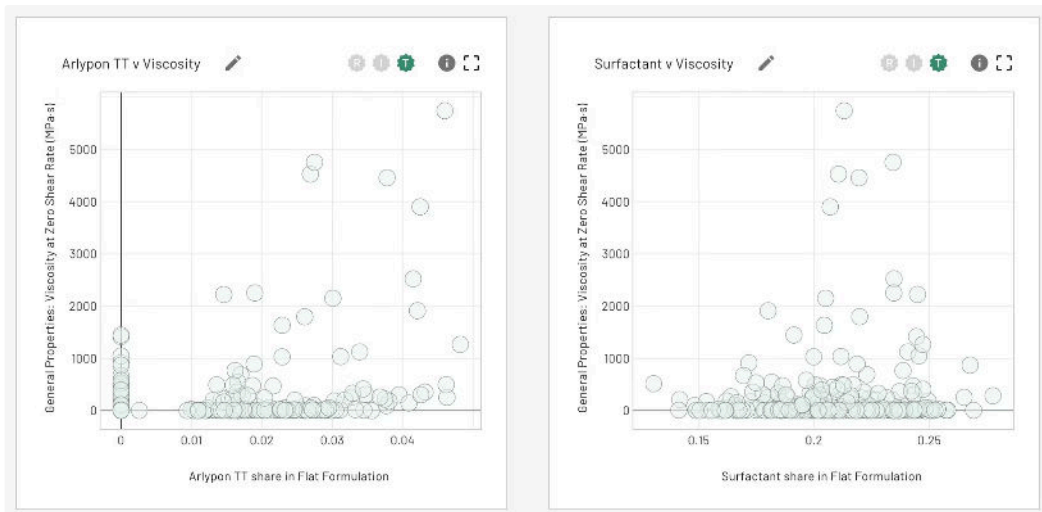 Arlypon TT v Viscosity
R I T i
General Properties: Viscosity at Zero Shear Rate (MPa·s)
5000
4000
3000
2000
1000
0
0 0.01 0.02 0.03 0.04
Arlypon TT share in Flat Formulation
Surfactant v Viscosity
R I T i
General Properties: Viscosity at Zero Shear Rate (MPa·s)
5000
4000
3000
2000
1000
0
0.15 0.2 0.25
Surfactant share in Flat Formulation